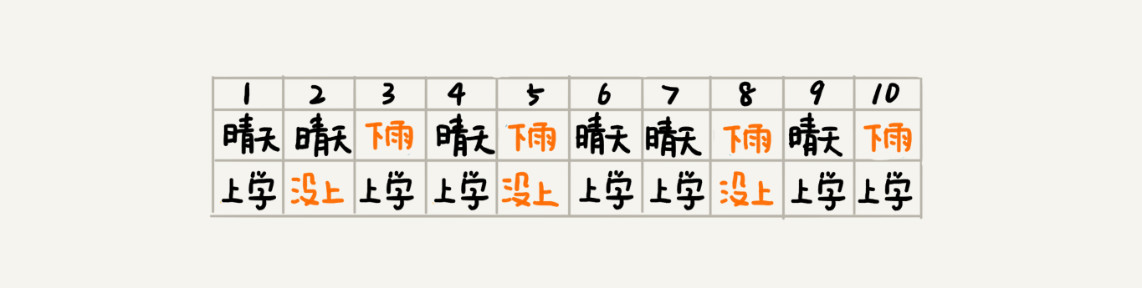 1 2 3 4 5 6 7 8 9 10
晴天 晴天 下雨 晴天 下雨 晴天 晴天 下雨 晴天 下雨
上学 没上 上学 上学 没上 上学 上学 没上 上学 上学